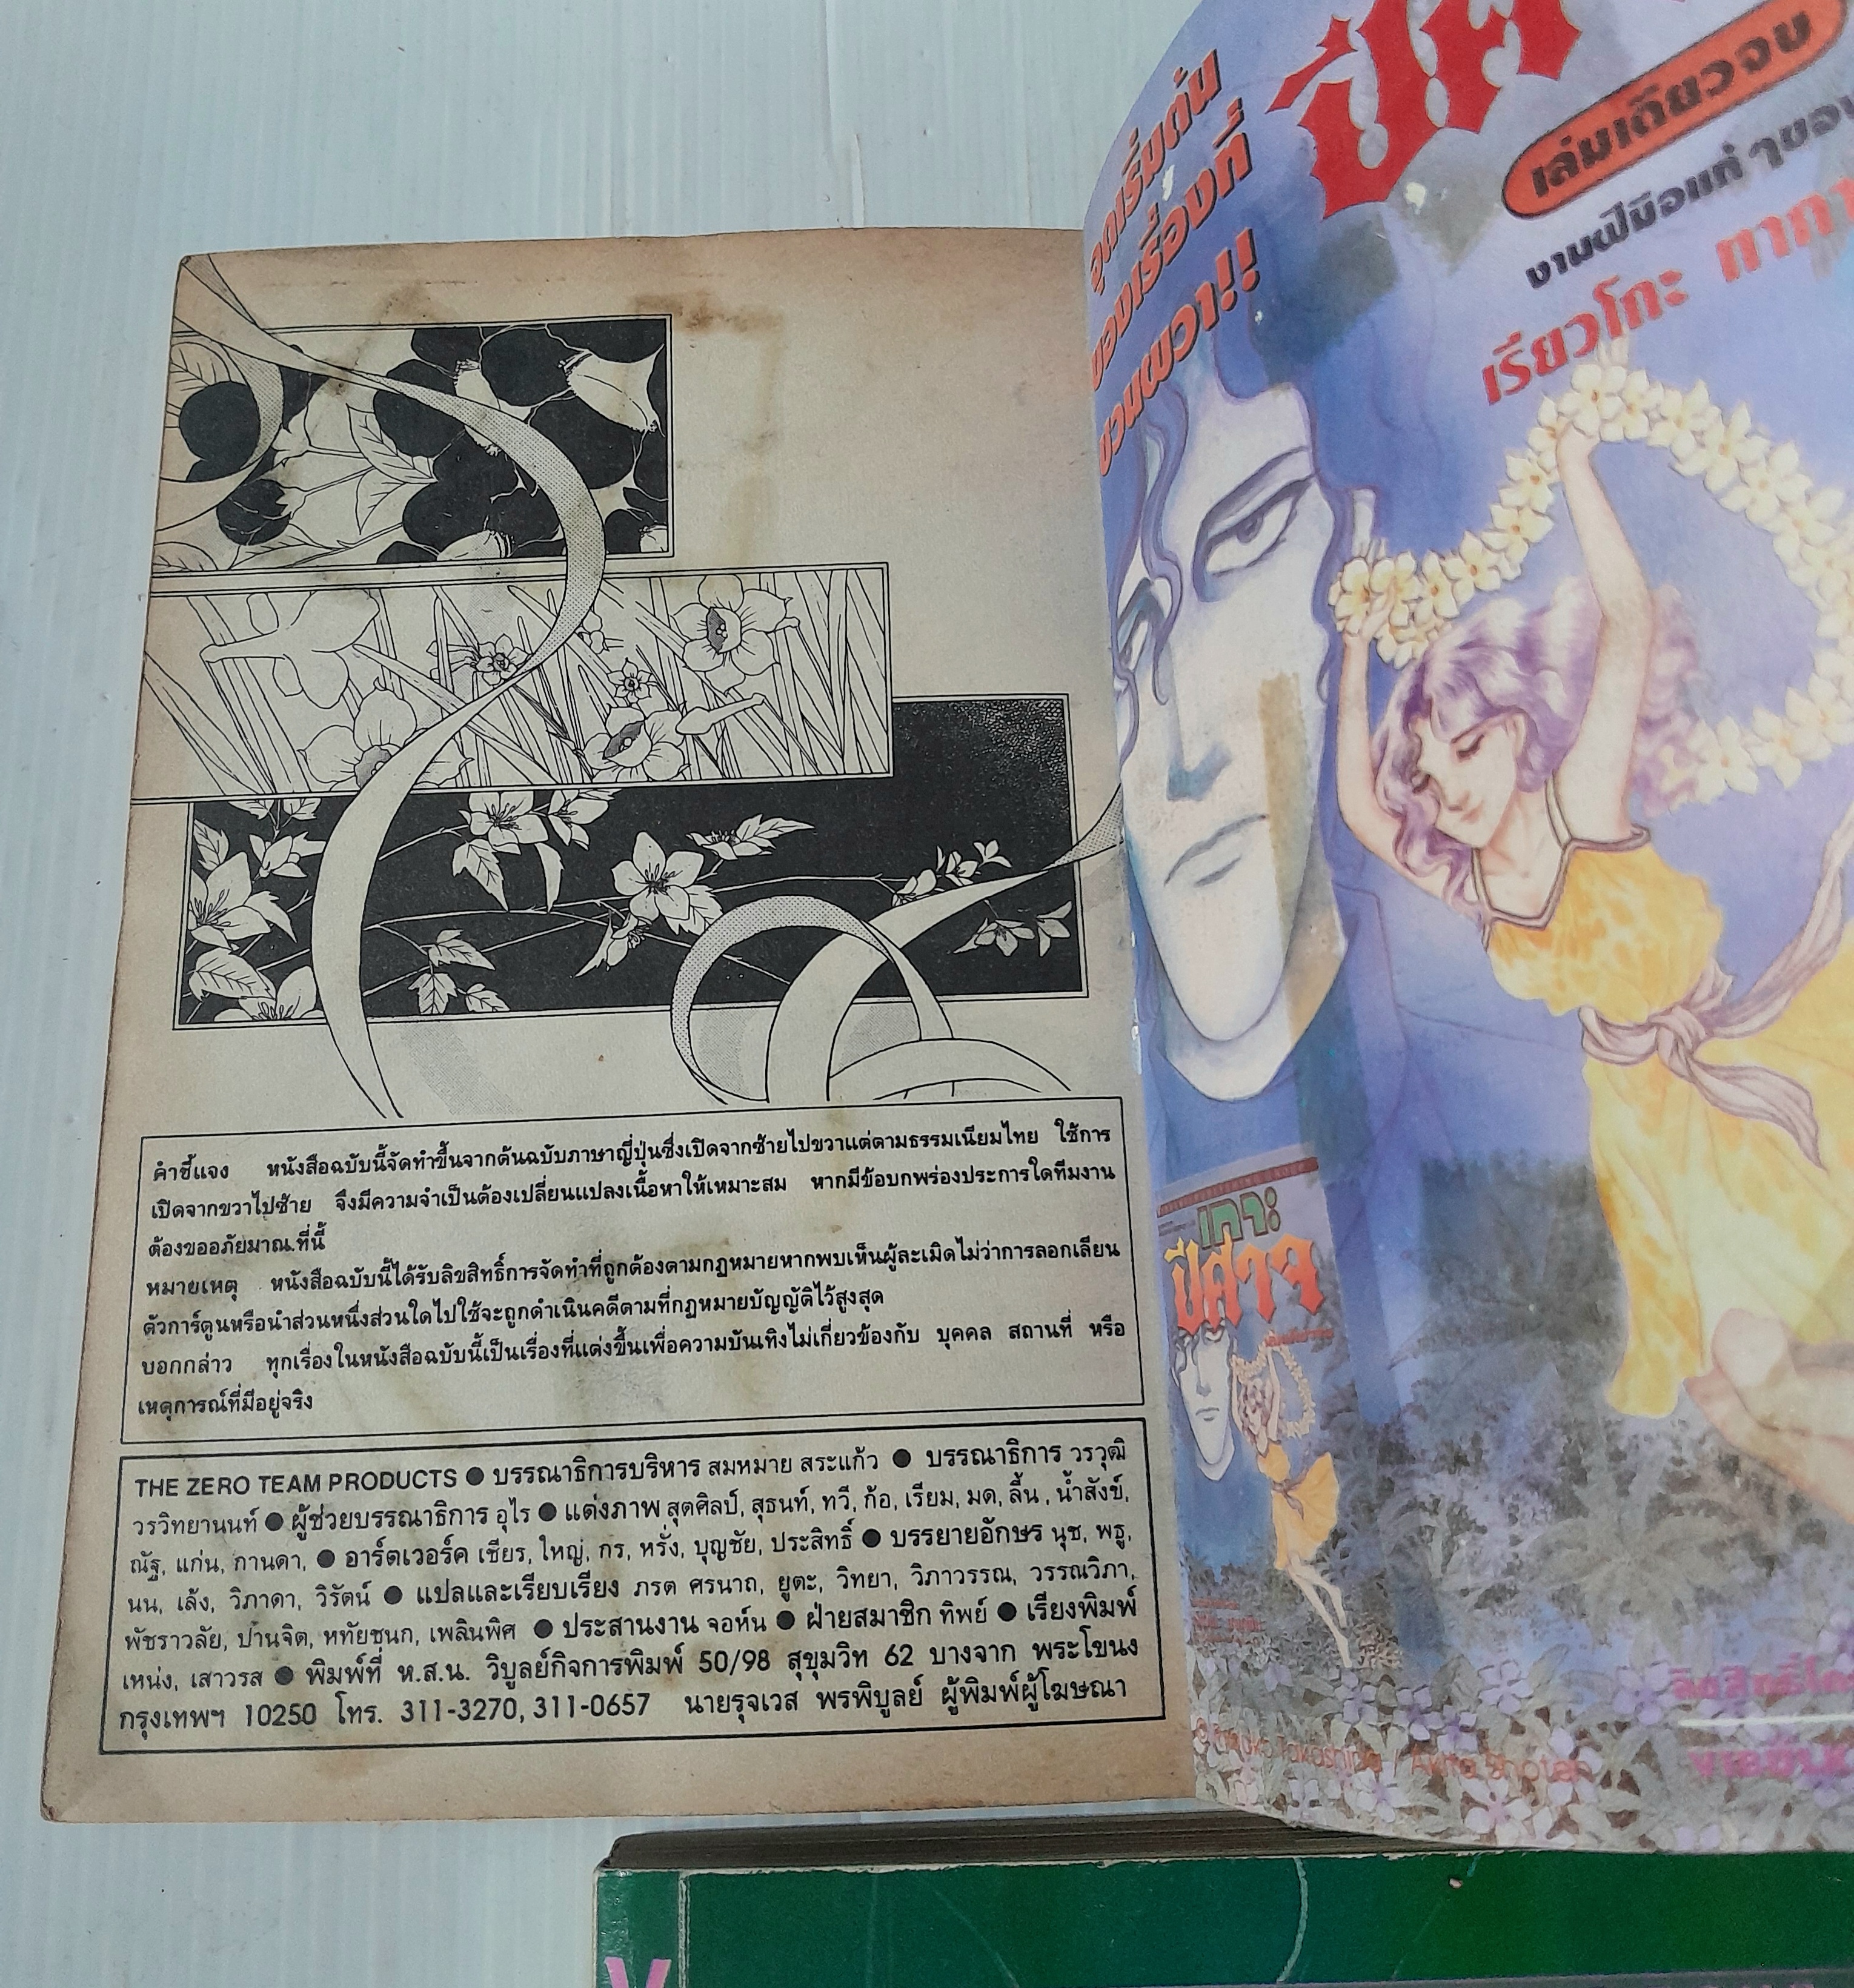 คำชี้แจง หนังสือฉบับนี้จัดทำขึ้นจากต้นฉบับภาษาญี่ปุ่นซึ่งเปิดจากซ้ายไปขวาแต่ตามธรรมเนียมไทย ใช้การ
เปิดจากขวาไปซ้าย จึงมีความจำเป็นต้องเปลี่ยนแปลงเนื้อหาให้เหมาะสม หากมีข้อบกพร่องประการใดทีมงาน
ต้องขออภัยมาณ.ที่นี้
หมายเหตุ หนังสือฉบับนี้ได้รับลิขสิทธิ์การจัดทำที่ถูกต้องตามกฏหมายหากพบเห็นผู้ละเมิดไม่ว่าการลอกเลียน
ตัวการ์ตูนหรือนำส่วนหนึ่งส่วนใดไปใช้จะถูกดำเนินคดีตามที่กฏหมายบัญญัติไว้สูงสุด
บอกกล่าว ทุกเรื่องในหนังสือฉบับนี้เป็นเรื่องที่แต่งขึ้นเพื่อความบันเทิงไม่เกี่ยวข้องกับ บุคคล สถานที่ หรือ
เหตุการณ์ที่มีอยู่จริง
THE ZERO TEAM PRODUCTS ● บรรณาธิการบริหาร สมหมาย สระแก้ว ● บรรณาธิการ วรวุฒิ
วรวิทยานนท์ ● ผู้ช่วยบรรณาธิการ อุไร ● แต่งภาพ สุดศิลป์, สุธนท์, ทวี, ก้อ, เรียม, มด, ลี้น, น้ำสังข์,
ณัฐ, แก่น, กานดา, ● อาร์ตเวอร์ค เชียร, ใหญ่, กร, หรั่ง, บุญชัย, ประสิทธิ์ ● บรรยายอักษร นุช, พธู,
นน, เล้ง, วิภาดา, วิรัตน์ ● แปลและเรียบเรียง ภรต ศรนาถ, ยูตะ, วิทยา, วิภาวรรณ, วรรณวิภา,
พัชราวลัย, ปานจิต, หทัยชนก, เพลินพิศ ● ประสานงาน จอห์น ● ฝ่ายสมาชิก ทิพย์ ● เรียงพิมพ์
เหน่ง, เสาวรส ● พิมพ์ที่ ห.ส.น. วิบูลย์กิจการพิมพ์ 50/98 สุขุมวิท 62 บางจาก พระโขนง
กรุงเทพฯ 10250 โทร. 311-3270, 311-0657 นายรุจเวส พรพิบูลย์ ผู้พิมพ์ผู้โฆษณา
จุดเริ่มต้น
ของเรื่องที่
ชวนผวา!!
เล่มเดียวจบ
งานฝีมือแก่ๆของ
เรียวโกะ
เกาะ
ปีศาจ
Takashina / Akita Shoten